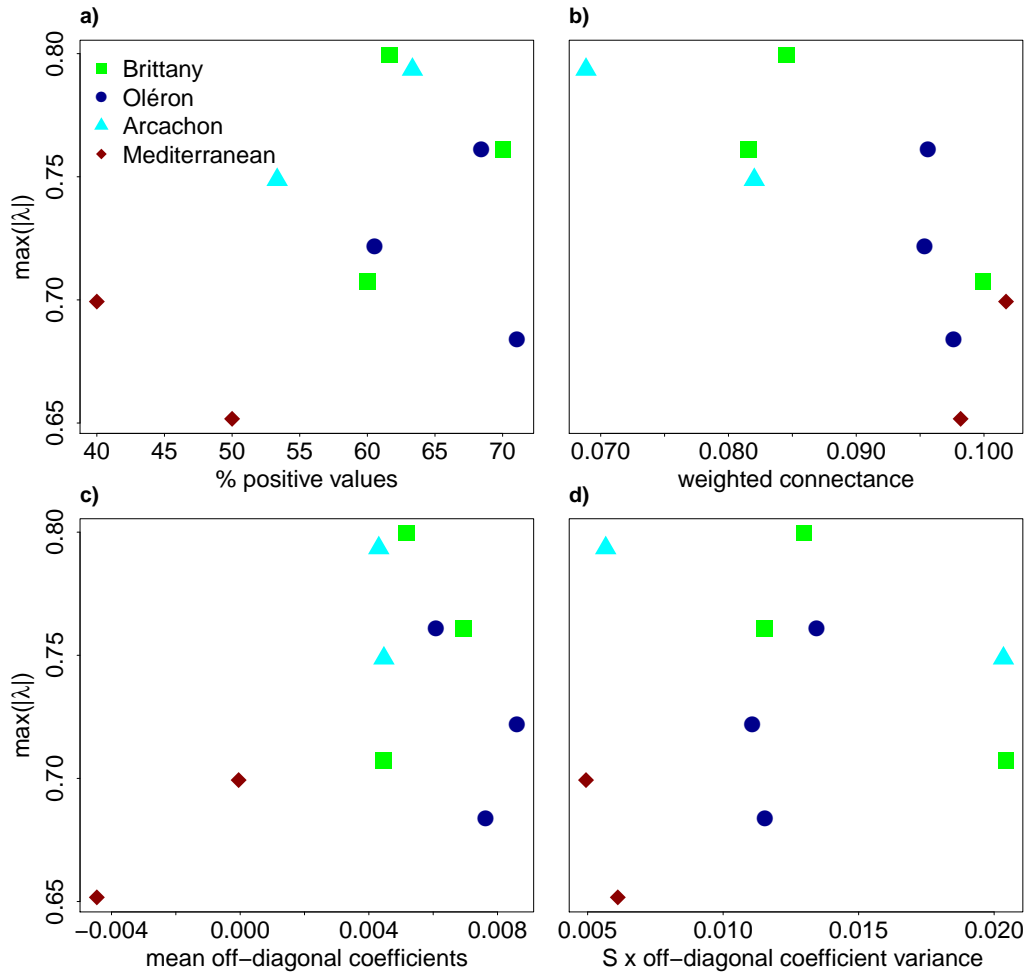 a)
b)
0.80
0.75
0.70
0.65
max(|λ|)
Brittany
Oléron
Arcachon
Mediterranean
40 45 50 55 60 65 70
% positive values
0.070 0.080 0.090 0.100
weighted connectance
c)
d)
0.80
0.75
0.70
0.65
max(|λ|)
−0.004 0.000 0.004 0.008
mean off−diagonal coefficients
0.005 0.010 0.015 0.020
S x off−diagonal coefficient variance